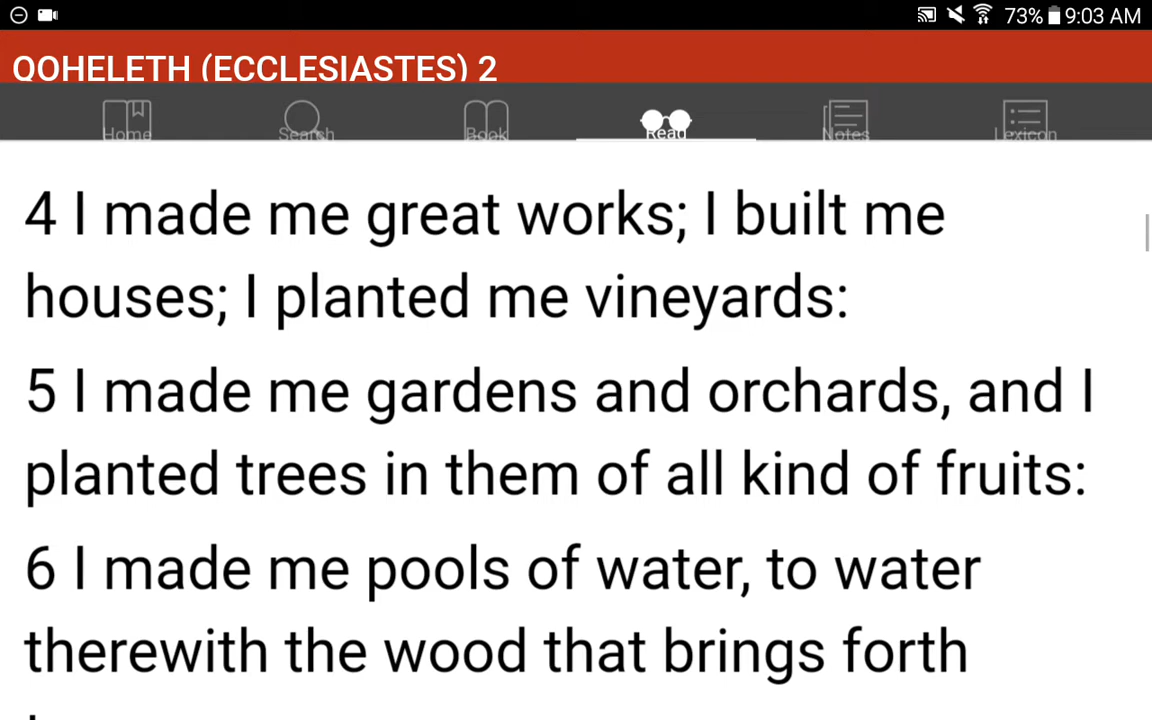 73% 9:03 AM
QOHELETH (ECCLESIASTES) 2
Home Search Book Read Notes Lexicon
4 I made me great works; I built me
houses; I planted me vineyards:
5 I made me gardens and orchards, and I
planted trees in them of all kind of fruits:
6 I made me pools of water, to water
therewith the wood that brings forth